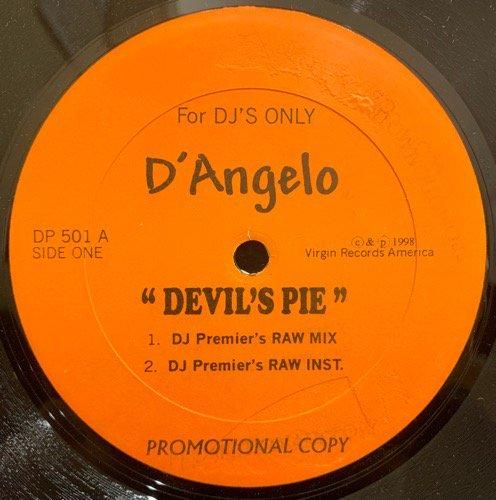 For DJ'S ONLY
D'Angelo
DP 501 A
SIDE ONE
©& ℗ 1998
Virgin Records America
" DEVIL'S PIE "
1. DJ Premier's RAW MIX
2. DJ Premier's RAW INST.
PROMOTIONAL COPY